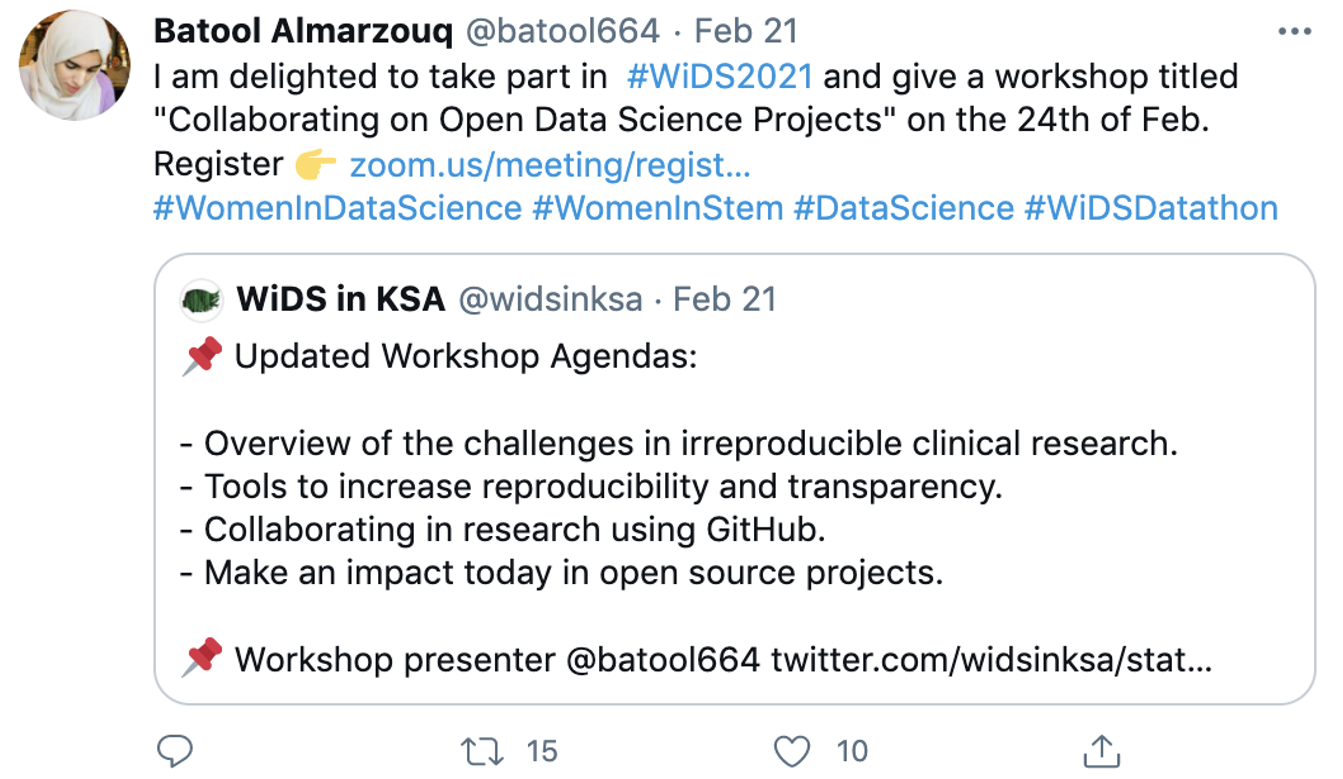 Batool Almarzouq @batool664 · Feb 21
I am delighted to take part in #WiDS2021 and give a workshop titled
"Collaborating on Open Data Science Projects" on the 24th of Feb.
Register 👉 zoom.us/meeting/regist...
#WomenInDataScience #WomenInStem #DataScience #WiDSDatathon
WiDS in KSA @widsinksa · Feb 21
📌 Updated Workshop Agendas:
- Overview of the challenges in irreproducible clinical research.
- Tools to increase reproducibility and transparency.
- Collaborating in research using GitHub.
- Make an impact today in open source projects.
📌 Workshop presenter @batool664 twitter.com/widsinksa/stat...
15 10